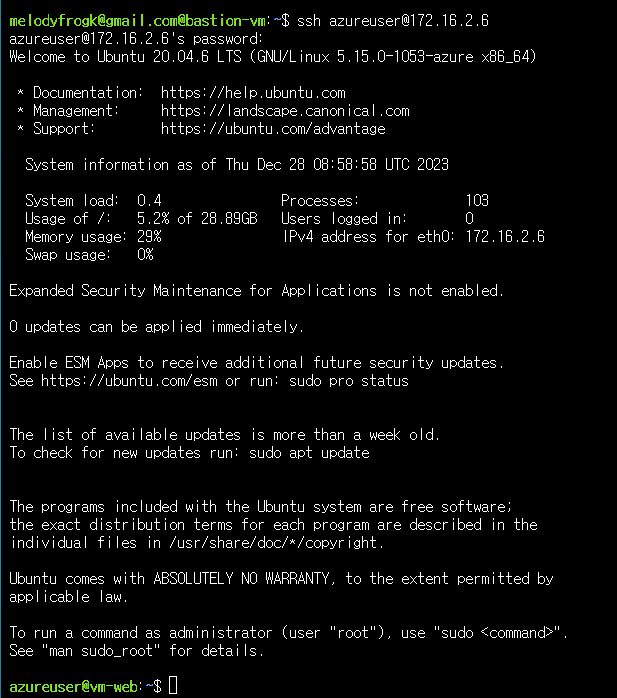 melodyfrogk@gmail.com@bastion-vm:~$ ssh azureuser@172.16.2.6
azureuser@172.16.2.6's password:
Welcome to Ubuntu 20.04.6 LTS (GNU/Linux 5.15.0-1053-azure x86_64)

 * Documentation:  https://help.ubuntu.com
 * Management:     https://landscape.canonical.com
 * Support:        https://ubuntu.com/advantage

  System information as of Thu Dec 28 08:58:58 UTC 2023

  System load:  0.4               Processes:             103
  Usage of /:   5.2% of 28.89GB   Users logged in:       0
  Memory usage: 29%               IPv4 address for eth0: 172.16.2.6
  Swap usage:   0%

Expanded Security Maintenance for Applications is not enabled.

0 updates can be applied immediately.

Enable ESM Apps to receive additional future security updates.
See https://ubuntu.com/esm or run: sudo pro status


The list of available updates is more than a week old.
To check for new updates run: sudo apt update


The programs included with the Ubuntu system are free software;
the exact distribution terms for each program are described in the
individual files in /usr/share/doc/*/copyright.

Ubuntu comes with ABSOLUTELY NO WARRANTY, to the extent permitted by
applicable law.

To run a command as administrator (user "root"), use "sudo <command>".
See "man sudo_root" for details.

azureuser@vm-web:~$